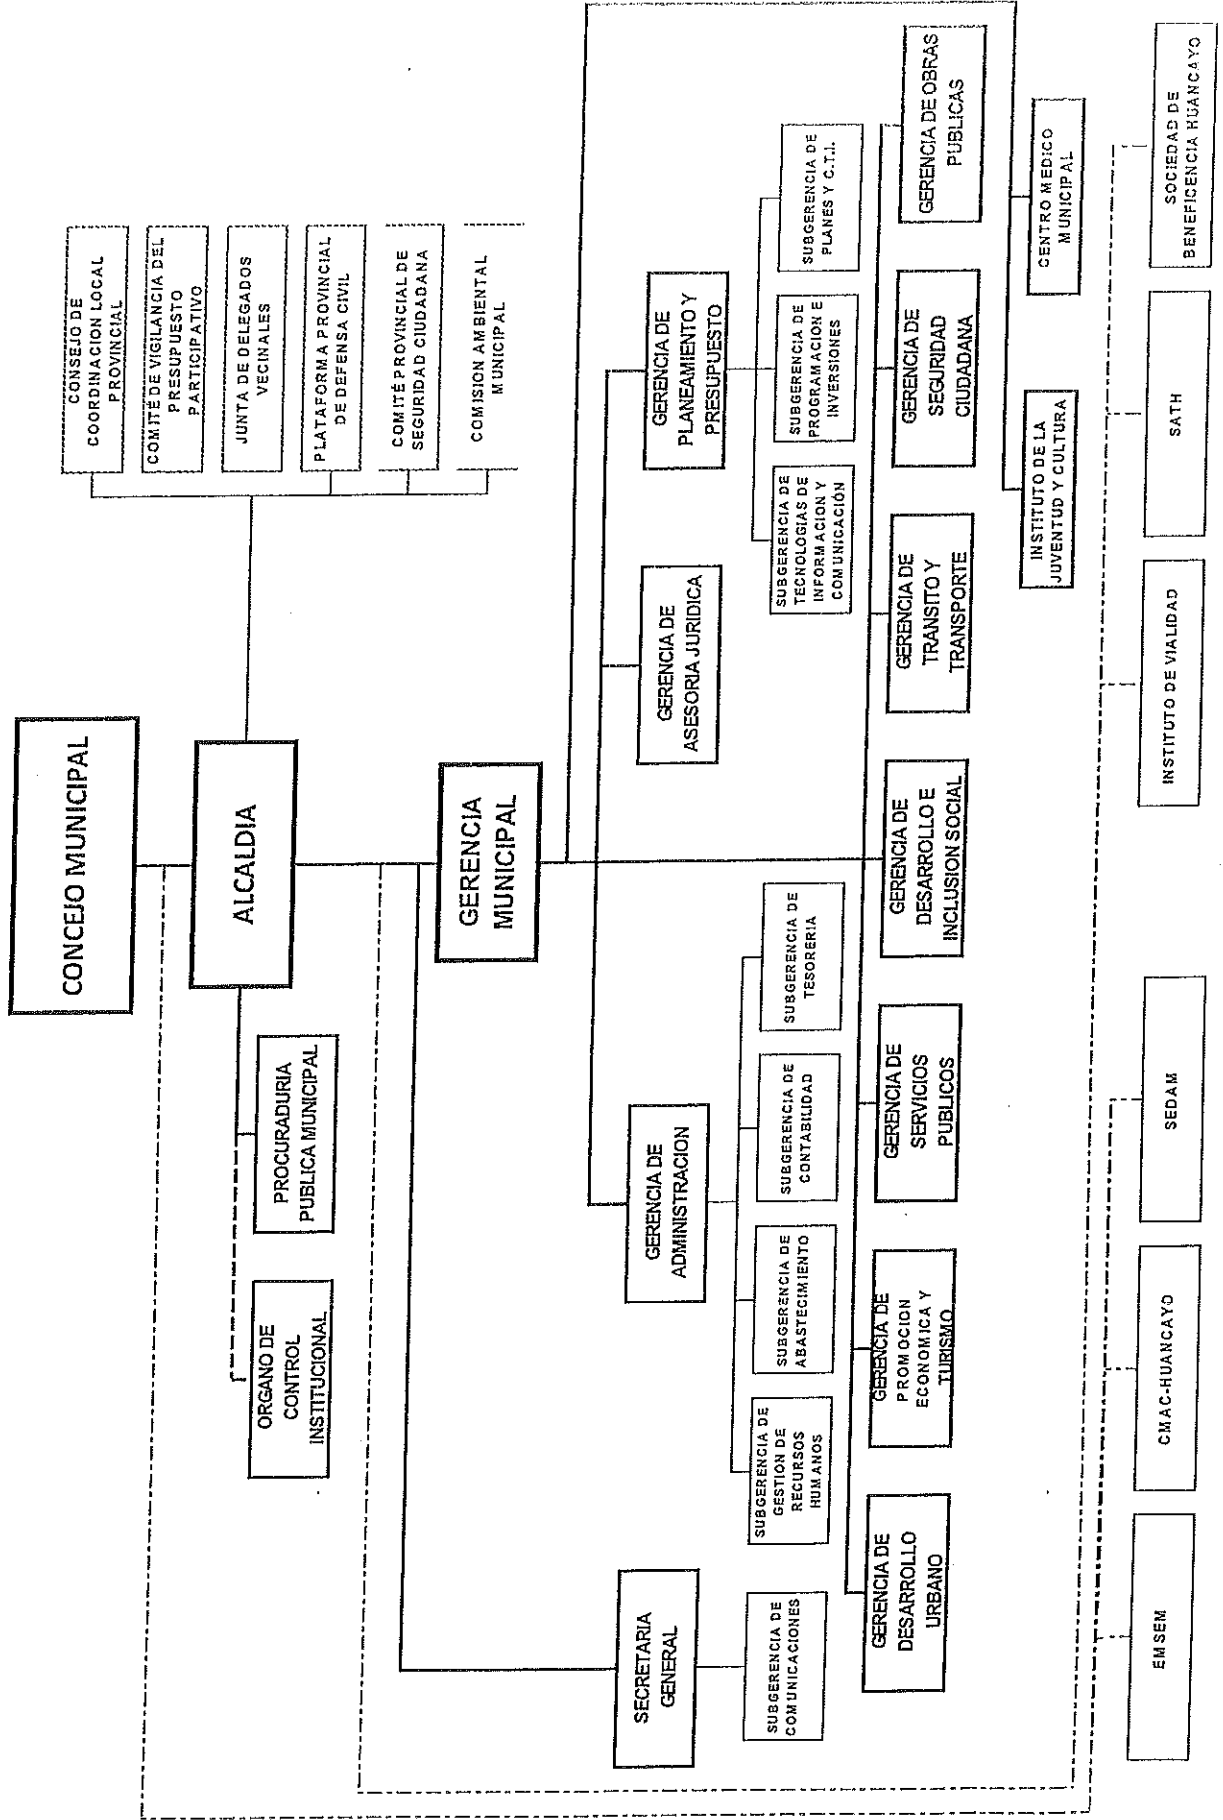 CONCEJO MUNICIPAL
ALCALDIA
CONSEJO DE
COORDINACION LOCAL
PROVINCIAL
COMITÉ DE VIGILANCIA DEL
PRESUPUESTO
PARTICIPATIVO
JUNTA DE DELEGADOS
VECINALES
PLATAFORMA PROVINCIAL
DE DEFENSA CIVIL
COMITÉ PROVINCIAL DE
SEGURIDAD CIUDADANA
COMISION AMBIENTAL
MUNICIPAL
ORGANO DE
CONTROL
INSTITUCIONAL
PROCURADURIA
PUBLICA MUNICIPAL
GERENCIA
MUNICIPAL
SECRETARIA
GENERAL
SUBGERENCIA DE
COMUNICACIONES
GERENCIA DE
ADMINISTRACION
GERENCIA DE
ASESORIA JURIDICA
GERENCIA DE
PLANEAMIENTO Y
PRESUPUESTO
SUBGERENCIA DE
GESTION DE
RECURSOS
HUMANOS
SUBGERENCIA DE
ABASTECIMIENTO
SUBGERENCIA DE
CONTABILIDAD
SUBGERENCIA DE
TESORERIA
SUBGERENCIA DE
TECNOLOGIAS DE
INFORMACION Y
COMUNICACIÓN
SUBGERENCIA DE
PROGRAMACION E
INVERSIONES
SUBGERENCIA DE
PLANES Y C.T.I.
GERENCIA DE
DESARROLLO
URBANO
GERENCIA DE
PROMOCION
ECONOMICA Y
TURISMO
GERENCIA DE
SERVICIOS
PUBLICOS
GERENCIA DE
DESARROLLO E
INCLUSION SOCIAL
GERENCIA DE
TRANSITO Y
TRANSPORTE
GERENCIA DE
SEGURIDAD
CIUDADANA
GERENCIA DE OBRAS
PUBLICAS
INSTITUTO DE LA
JUVENTUD Y CULTURA
CENTRO MEDICO
MUNICIPAL
EMSEM
CMAC-HUANCAYO
SEDAM
INSTITUTO DE VIALIDAD
SATH
SOCIEDAD DE
BENEFICENCIA HUANCAYO